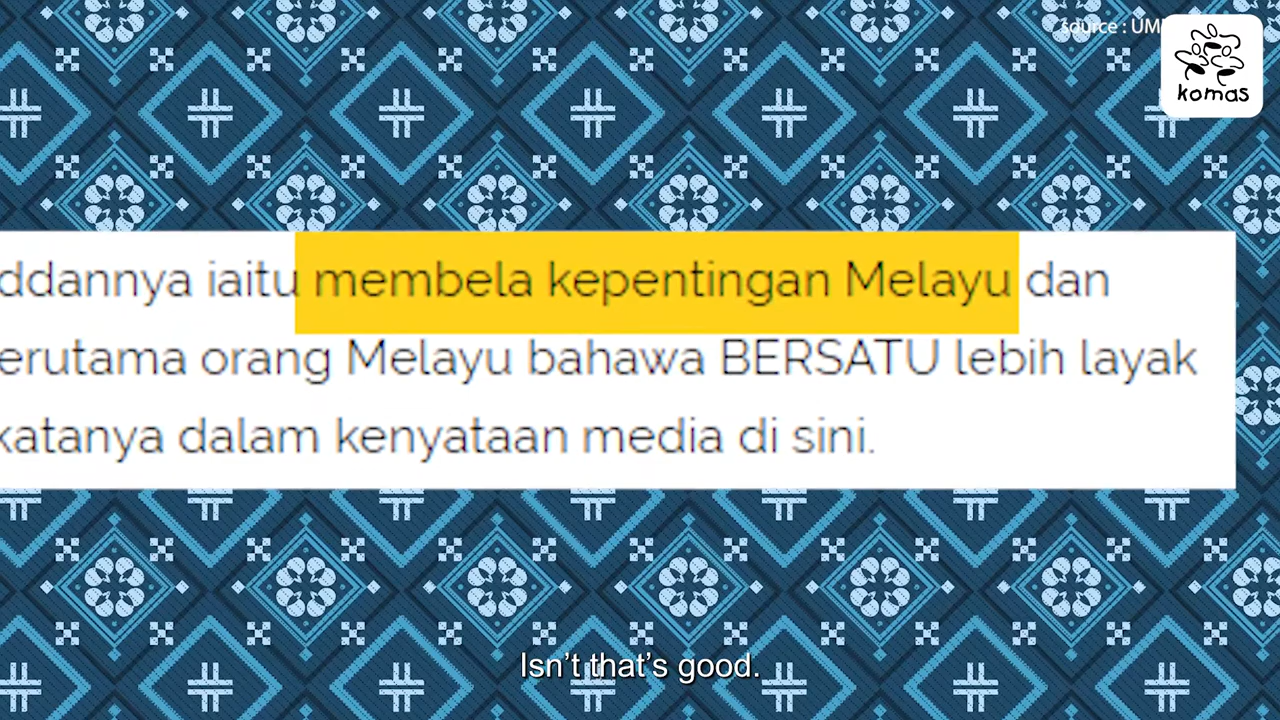 source : UM
komas
ddannya iaitu membela kepentingan Melayu dan
erutama orang Melayu bahawa BERSATU lebih layak
katanya dalam kenyataan media di sini.
Isn't that's good.